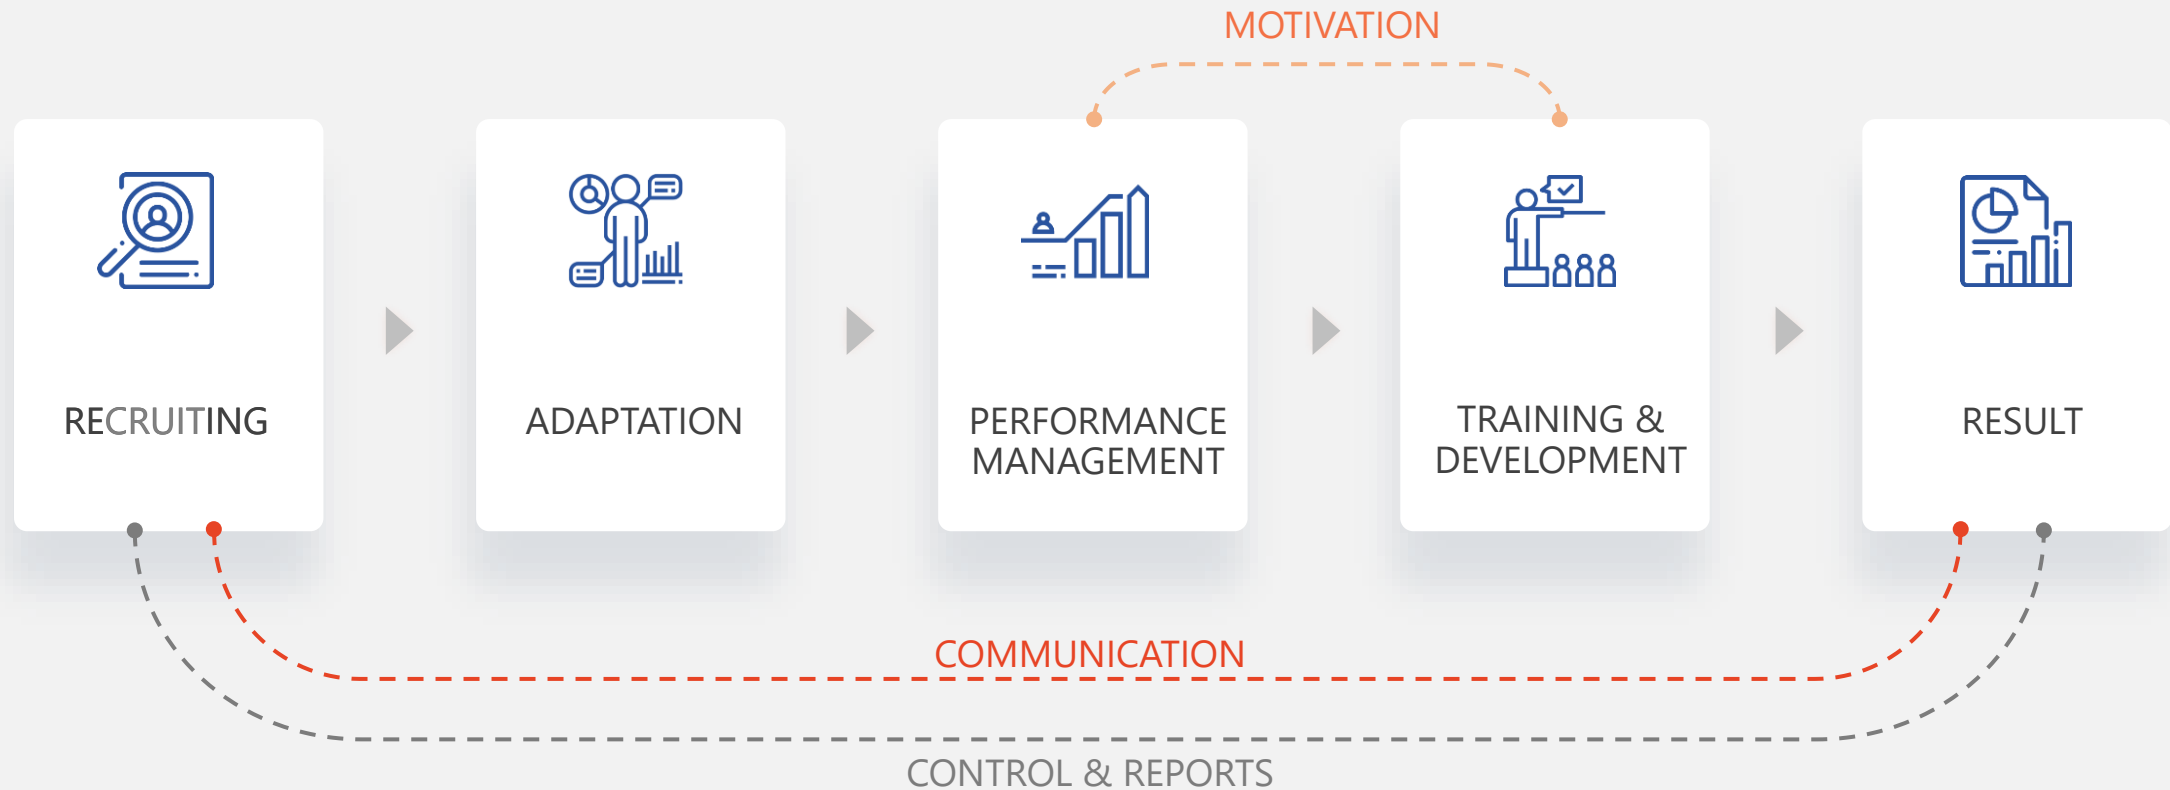 MOTIVATION
RECRUITING
ADAPTATION
PERFORMANCE
MANAGEMENT
TRAINING &
DEVELOPMENT
RESULT
COMMUNICATION
CONTROL & REPORTS